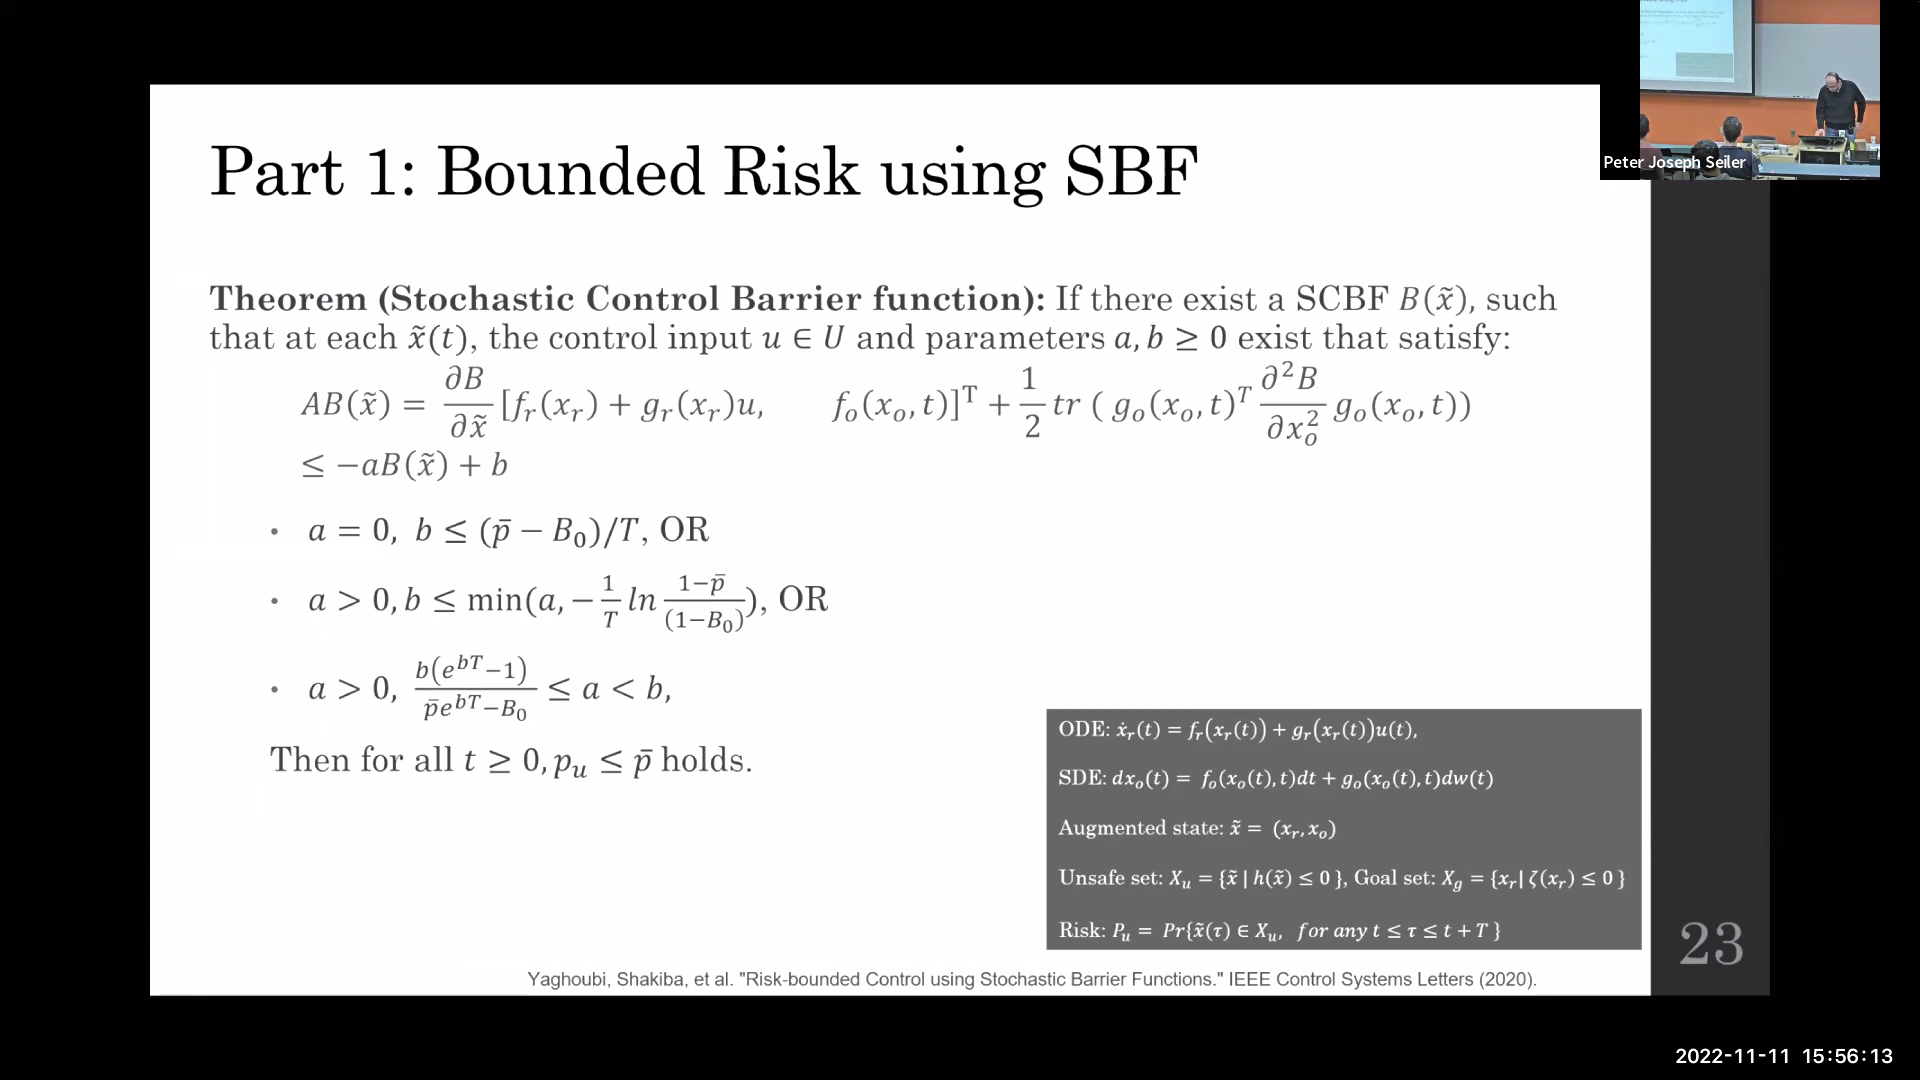 Part 1: Bounded Risk using SBF
Theorem (Stochastic Control Barrier function): If there exist a SCBF B(x̃), such
that at each x̃(t), the control input u ∈ U and parameters a, b ≥ 0 exist that satisfy:
AB(x̃) = ∂B/∂x̃ [f_r(x_r) + g_r(x_r)u, f_o(x_o, t)]^T + 1/2 tr ( g_o(x_o, t)^T ∂²B/∂x_o² g_o(x_o, t))
≤ −aB(x̃) + b
• a = 0, b ≤ (p̄ − B₀)/T, OR
• a > 0, b ≤ min(a, − 1/T ln (1−p̄)/(1−B₀)), OR
• a > 0, b(e^{bT}−1)/(p̄e^{bT}−B₀) ≤ a < b,
Then for all t ≥ 0, p_u ≤ p̄ holds.
ODE: ẋ_r(t) = f_r(x_r(t)) + g_r(x_r(t))u(t),
SDE: dx_o(t) = f_o(x_o(t), t)dt + g_o(x_o(t), t)dw(t)
Augmented state: x̃ = (x_r, x_o)
Unsafe set: X_u = {x̃ | h(x̃) ≤ 0 }, Goal set: X_g = {x_r| ζ(x_r) ≤ 0 }
Risk: P_u = Pr{x̃(τ) ∈ X_u, for any t ≤ τ ≤ t + T }
23
Yaghoubi, Shakiba, et al. "Risk-bounded Control using Stochastic Barrier Functions." IEEE Control Systems Letters (2020).
Peter Joseph Seiler
2022-11-11 15:56:13